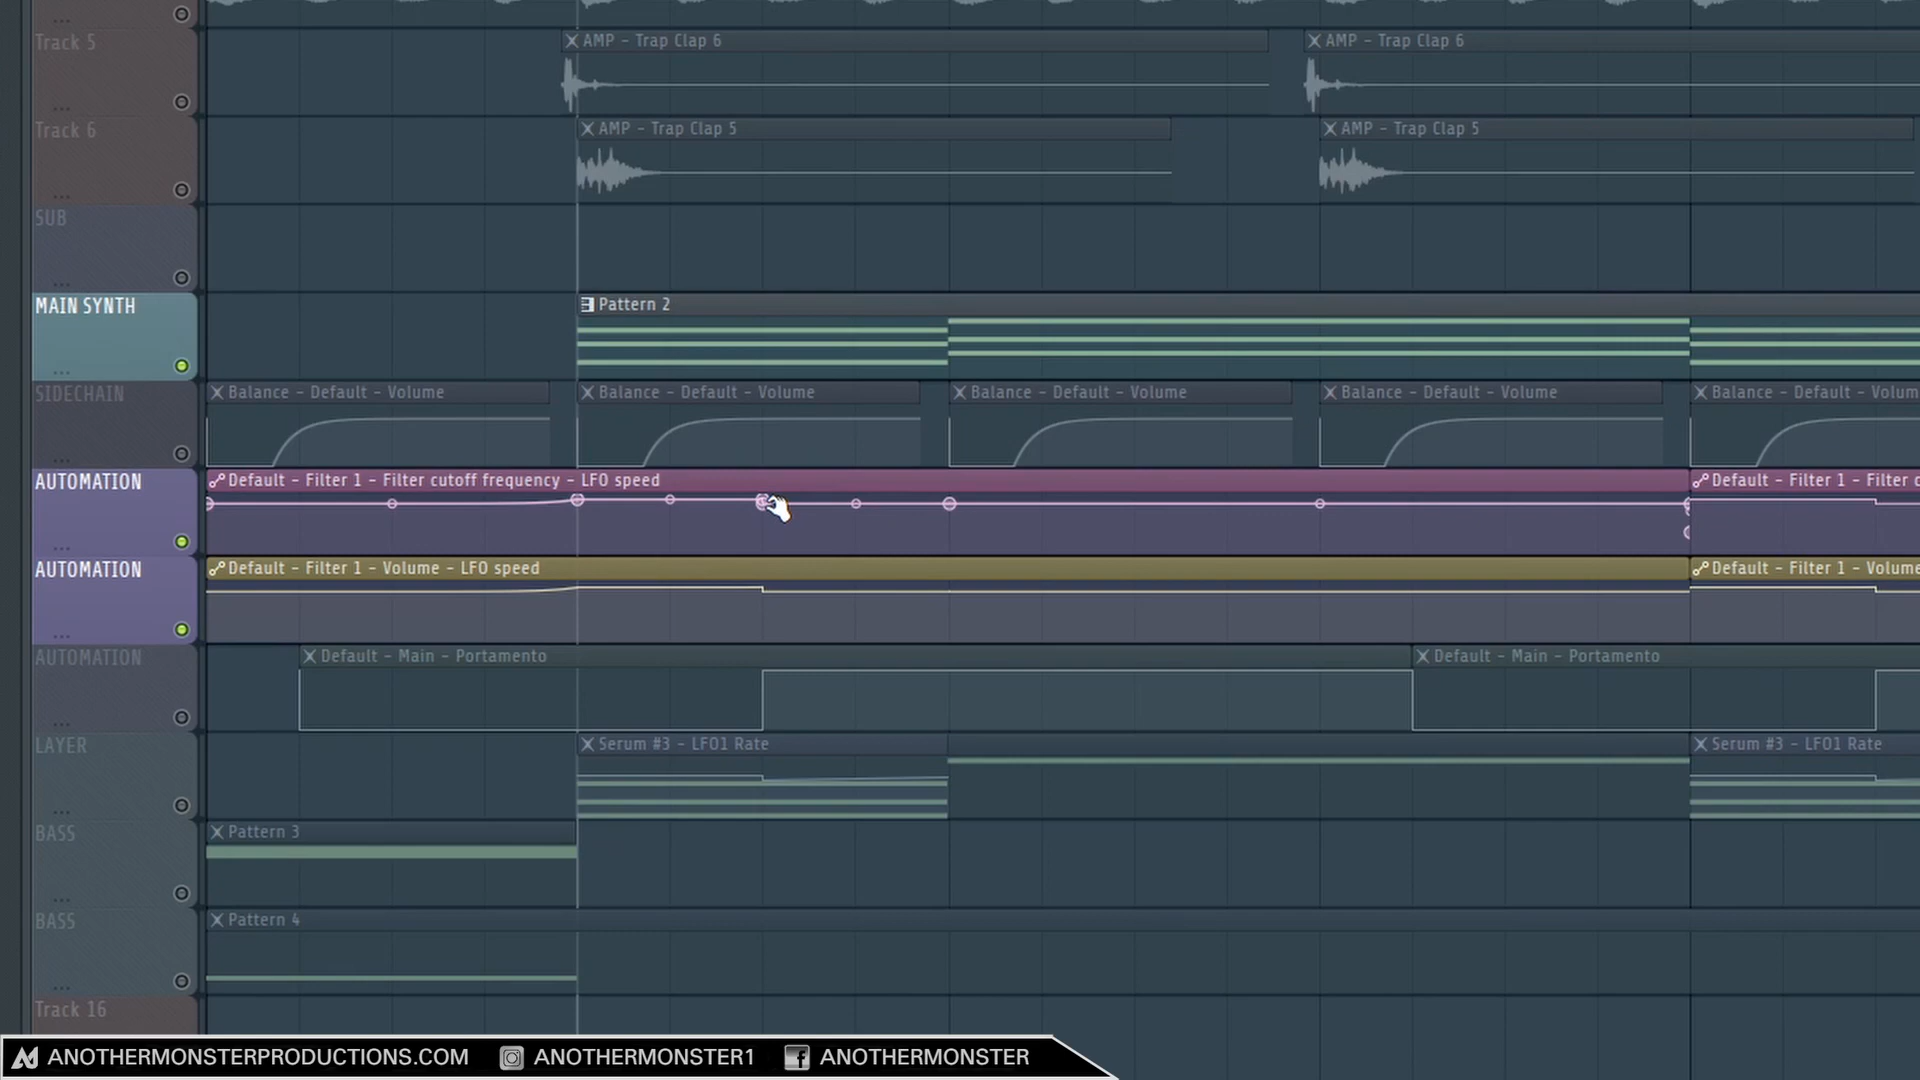 Track 5
AMP - Trap Clap 6
AMP - Trap Clap 6
Track 6
AMP - Trap Clap 5
AMP - Trap Clap 5
SUB
MAIN SYNTH
Pattern 2
SIDECHAIN
Balance - Default - Volume
Balance - Default - Volume
Balance - Default - Volume
Balance - Default - Volume
Balance - Default - Volum
AUTOMATION
Default - Filter 1 - Filter cutoff frequency - LFO speed
Default - Filter 1 - Filter c
AUTOMATION
Default - Filter 1 - Volume - LFO speed
Default - Filter 1 - Volume
AUTOMATION
Default - Main - Portamento
Default - Main - Portamento
LAYER
Serum #3 - LFO1 Rate
Serum #3 - LFO1 Rate
BASS
Pattern 3
BASS
Pattern 4
Track 16
ANOTHERMONSTERPRODUCTIONS.COM
ANOTHERMONSTER1
ANOTHERMONSTER